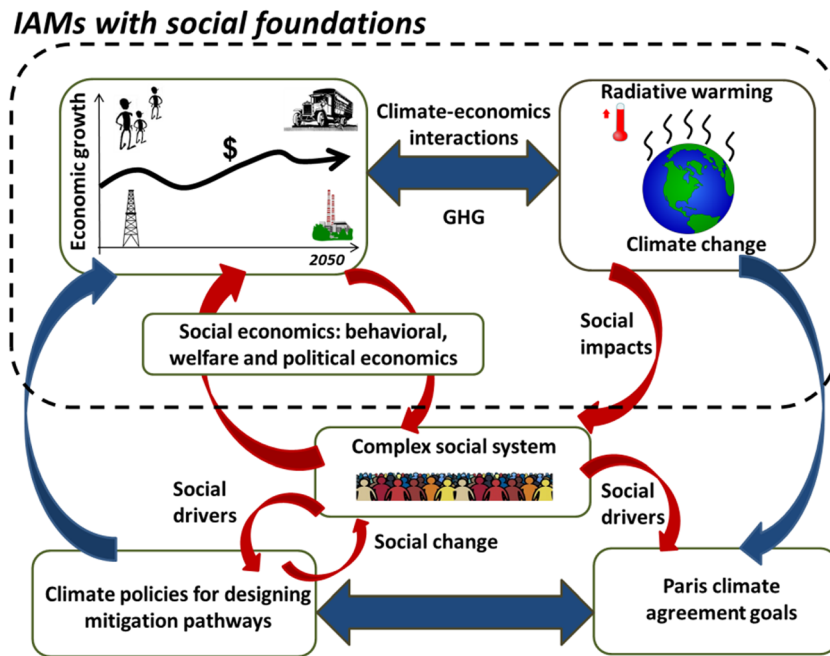 IAMs with social foundations
Economic growth
$
2050
Climate-economics
interactions
GHG
Radiative warming
Climate change
Social economics: behavioral,
welfare and political economics
Social
impacts
Complex social system
Social
drivers
Social change
Social
drivers
Climate policies for designing
mitigation pathways
Paris climate
agreement goals